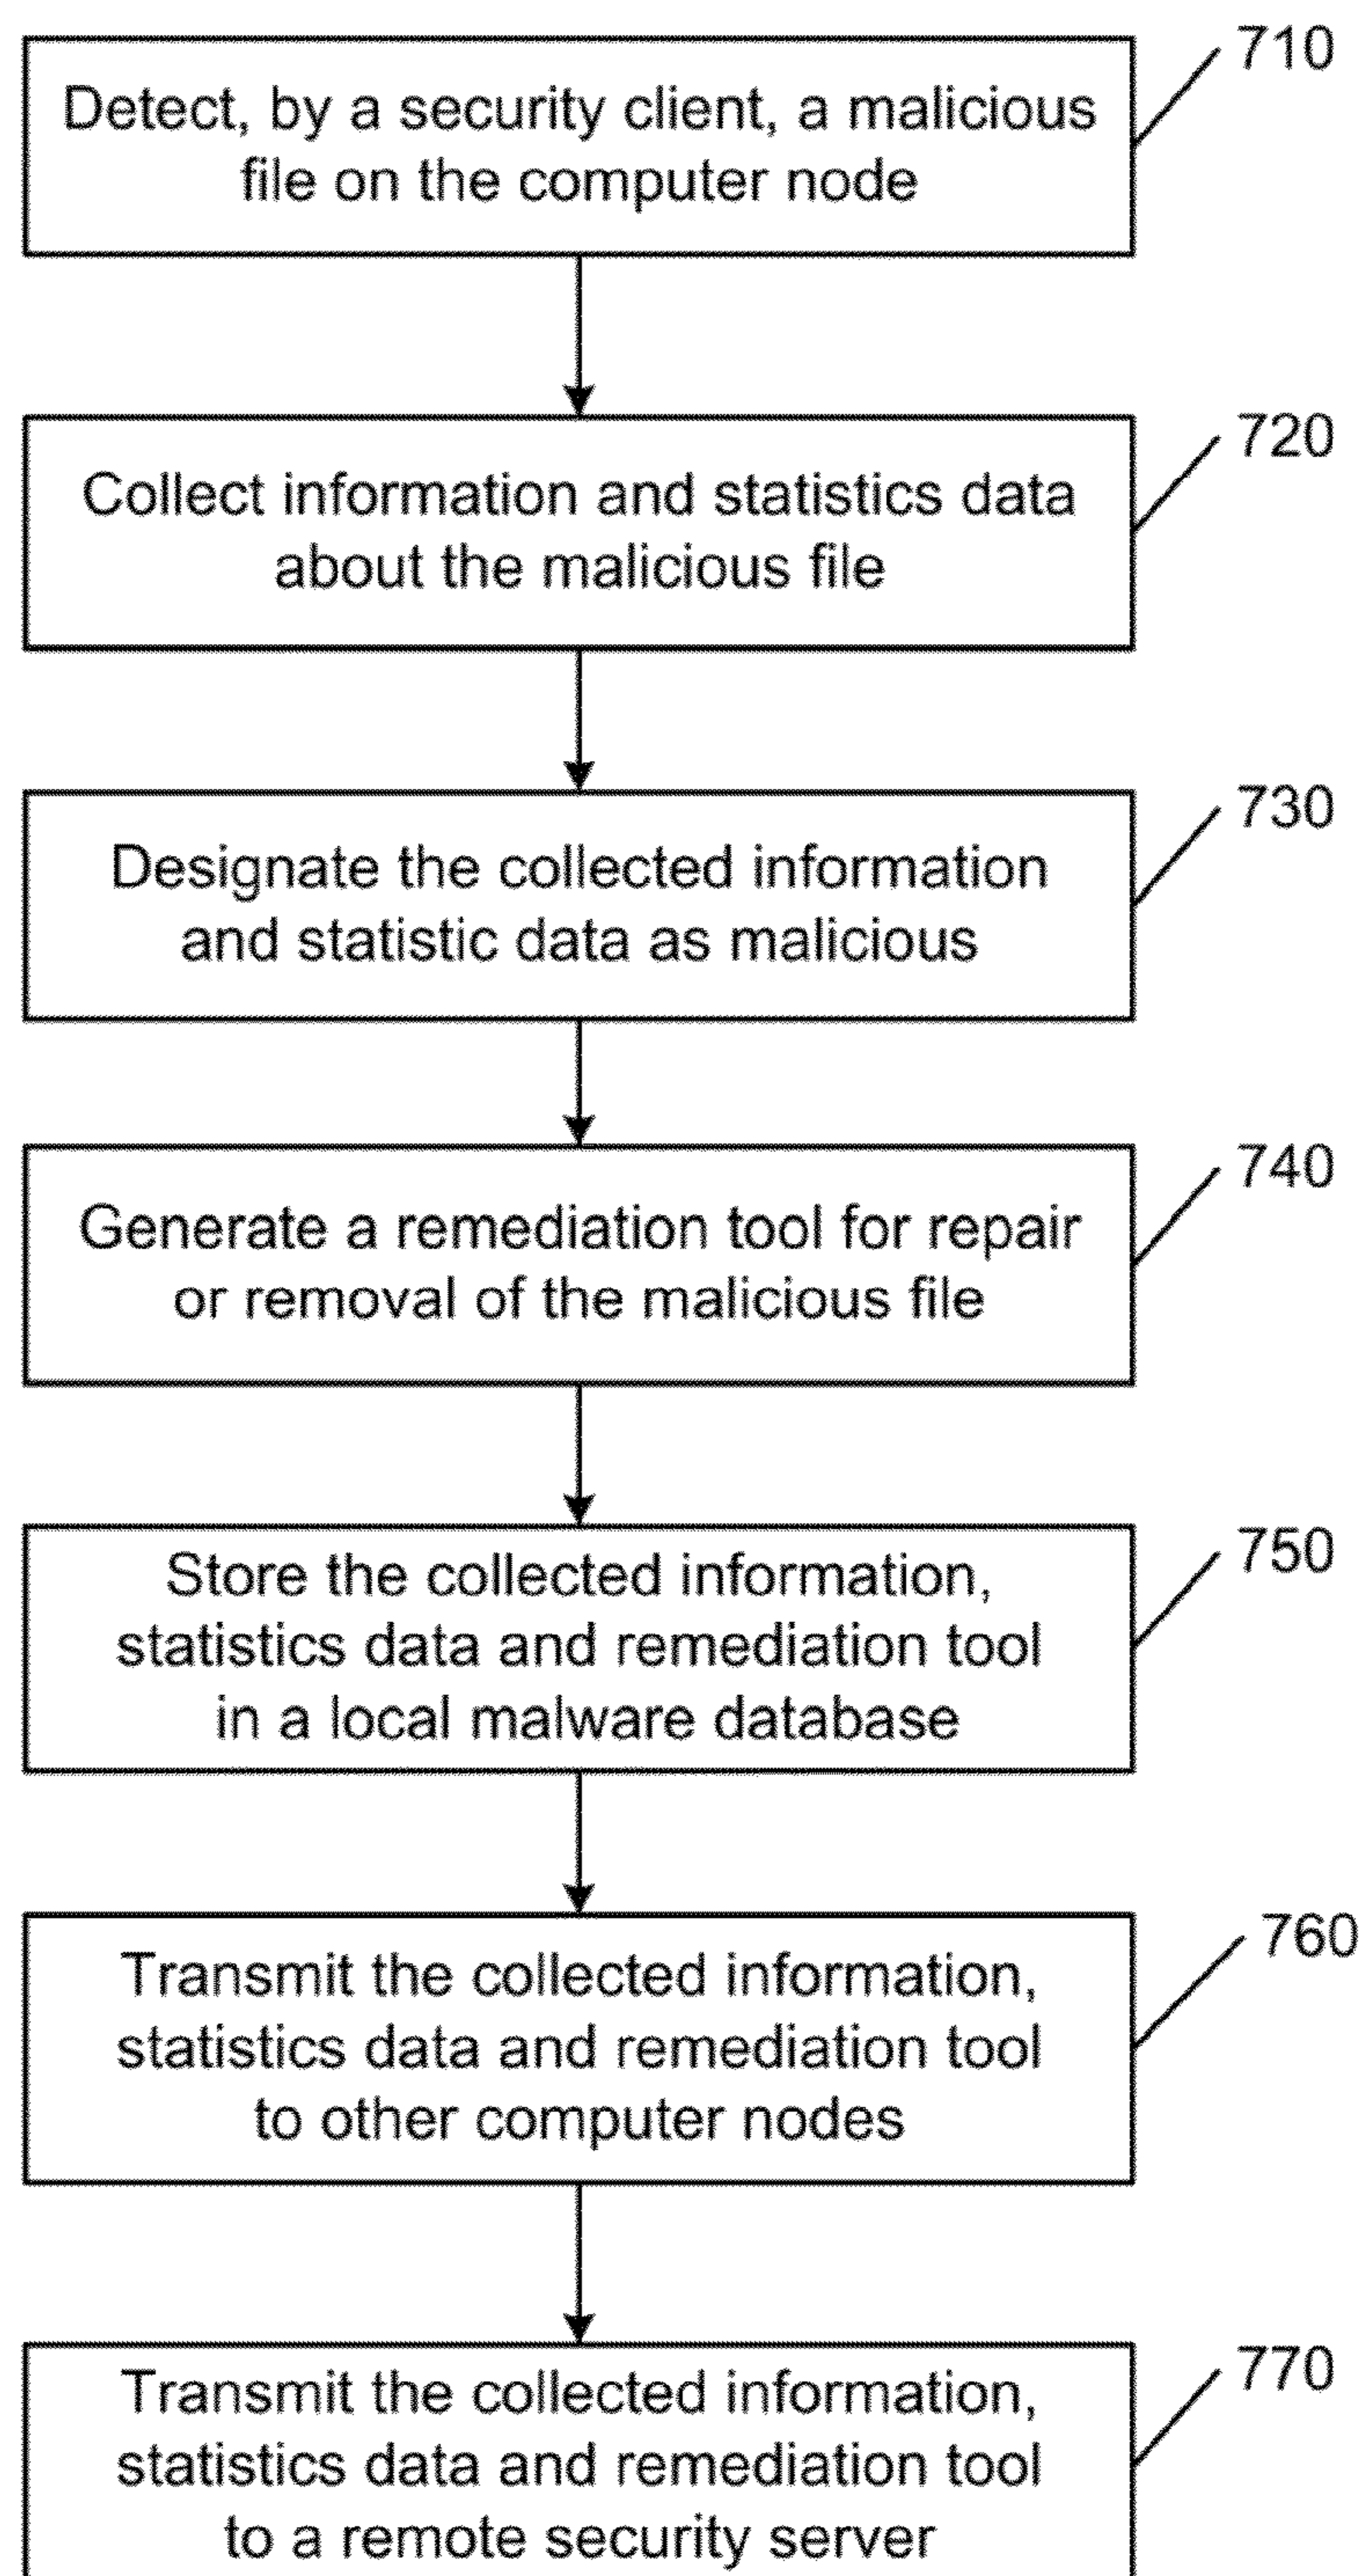 710
Detect, by a security client, a malicious
file on the computer node
720
Collect information and statistics data
about the malicious file
730
Designate the collected information
and statistic data as malicious
740
Generate a remediation tool for repair
or removal of the malicious file
750
Store the collected information,
statistics data and remediation tool
in a local malware database
760
Transmit the collected information,
statistics data and remediation tool
to other computer nodes
770
Transmit the collected information,
statistics data and remediation tool
to a remote security server